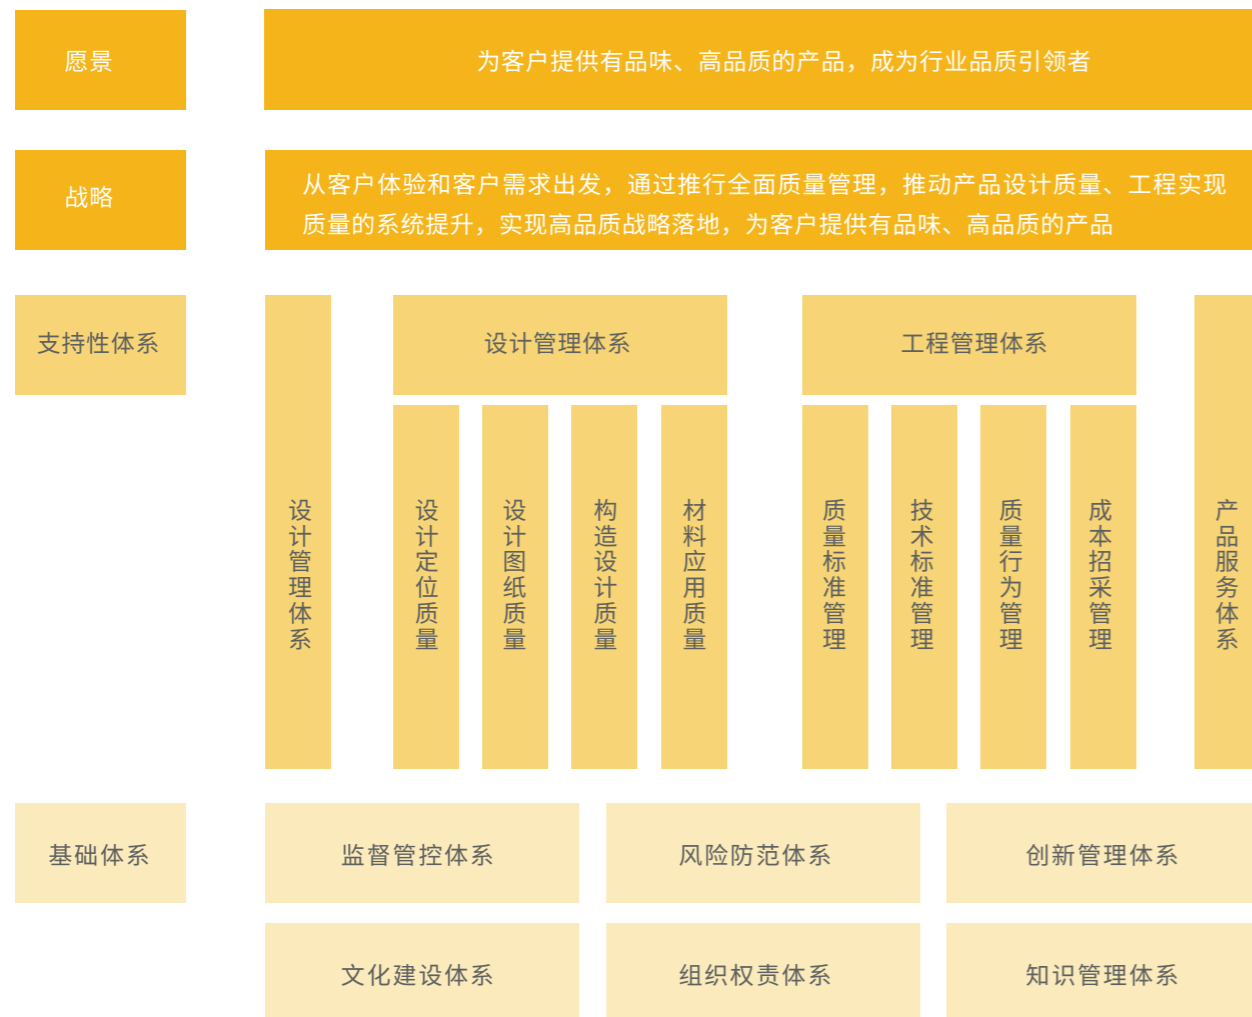 愿景
为客户提供有品味、高品质的产品，成为行业品质引领者
战略
从客户体验和客户需求出发，通过推行全面质量管理，推动产品设计质量、工程实现
质量的系统提升，实现高品质战略落地，为客户提供有品味、高品质的产品
支持性体系
设计管理体系
设计管理体系
设计定位质量
设计图纸质量
构造设计质量
材料应用质量
工程管理体系
质量标准管理
技术标准管理
质量行为管理
成本招采管理
产品服务体系
基础体系
监督管控体系
风险防范体系
创新管理体系
文化建设体系
组织权责体系
知识管理体系